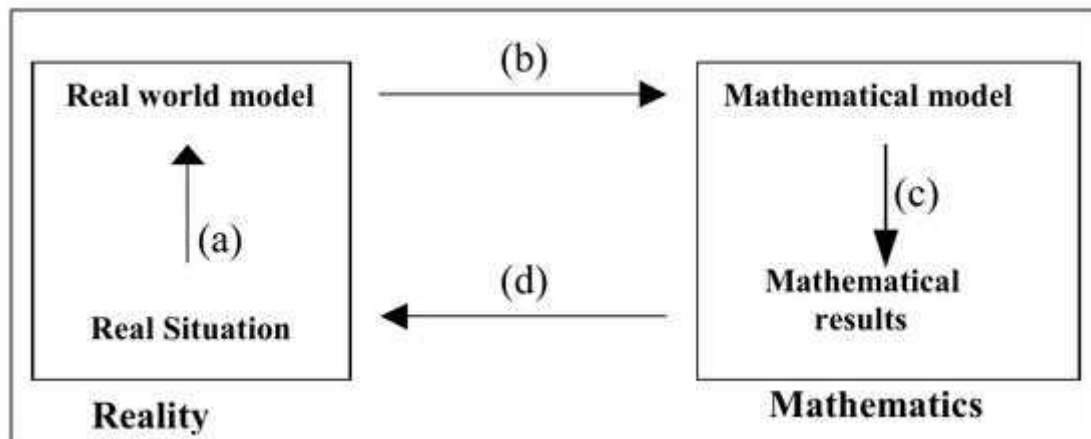 (b)
Real world model
Mathematical model
(a)
(c)
Real Situation
(d)
Mathematical
results
Reality
Mathematics